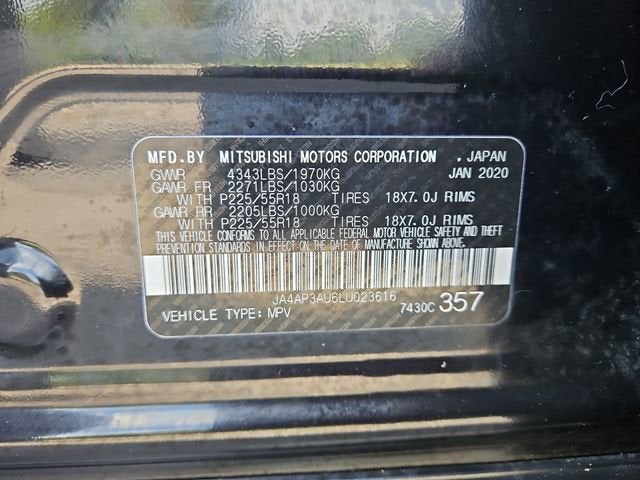 MFD.BY MITSUBISHI MOTORS CORPORATION , JAPAN
GVWR 4343LBS/1970KG JAN 2020
GAWR FR 2271LBS/1030KG
WITH P225/55R18 TIRES 18X7.0J RIMS
GAWR RR 2205LBS/1000KG
WITH P225/55R18 TIRES 18X7.0J RIMS
THIS VEHICLE CONFORMS TO ALL APPLICABLE FEDERAL MOTOR VEHICLE SAFETY AND THEFT
PREVENTION STANDARDS IN EFFECT ON THE DATE OF MANUFACTURE SHOWN ABOVE.
JA4AP3AU6LU023616
VEHICLE TYPE: MPV 7430C 357